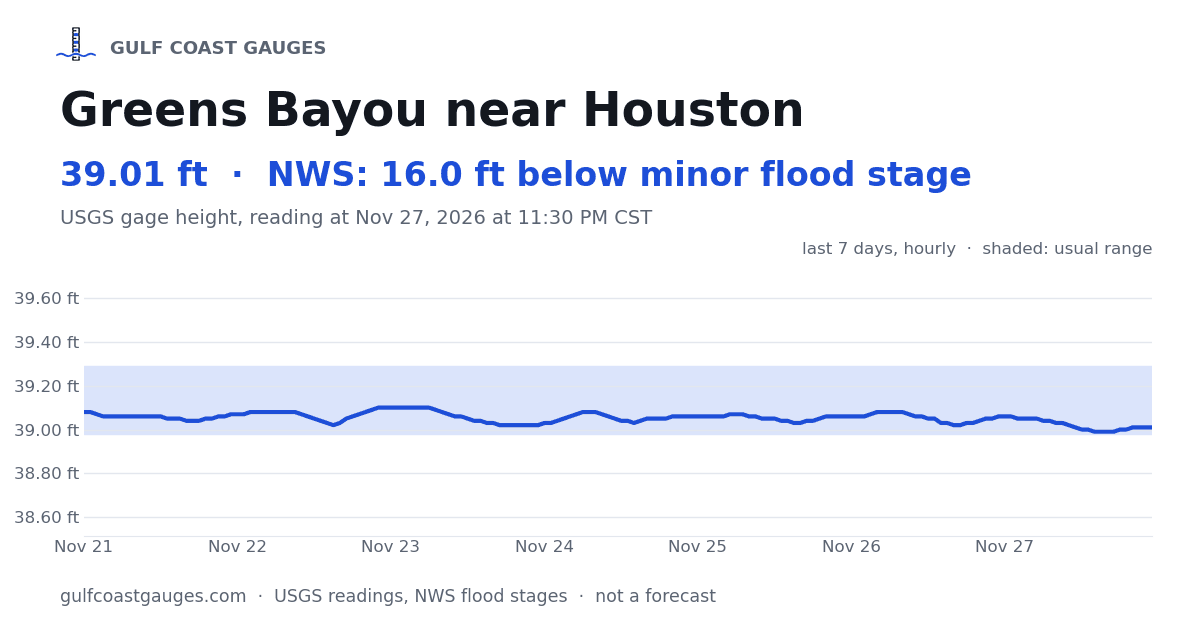 GULF COAST GAUGES
Greens Bayou near Houston
39.01 ft · NWS: 16.0 ft below minor flood stage
USGS gage height, reading at Nov 27, 2026 at 11:30 PM CST
last 7 days, hourly · shaded: usual range
39.60 ft
39.40 ft
39.20 ft
39.00 ft
38.80 ft
38.60 ft
Nov 21 Nov 22 Nov 23 Nov 24 Nov 25 Nov 26 Nov 27
gulfcoastgauges.com · USGS readings, NWS flood stages · not a forecast